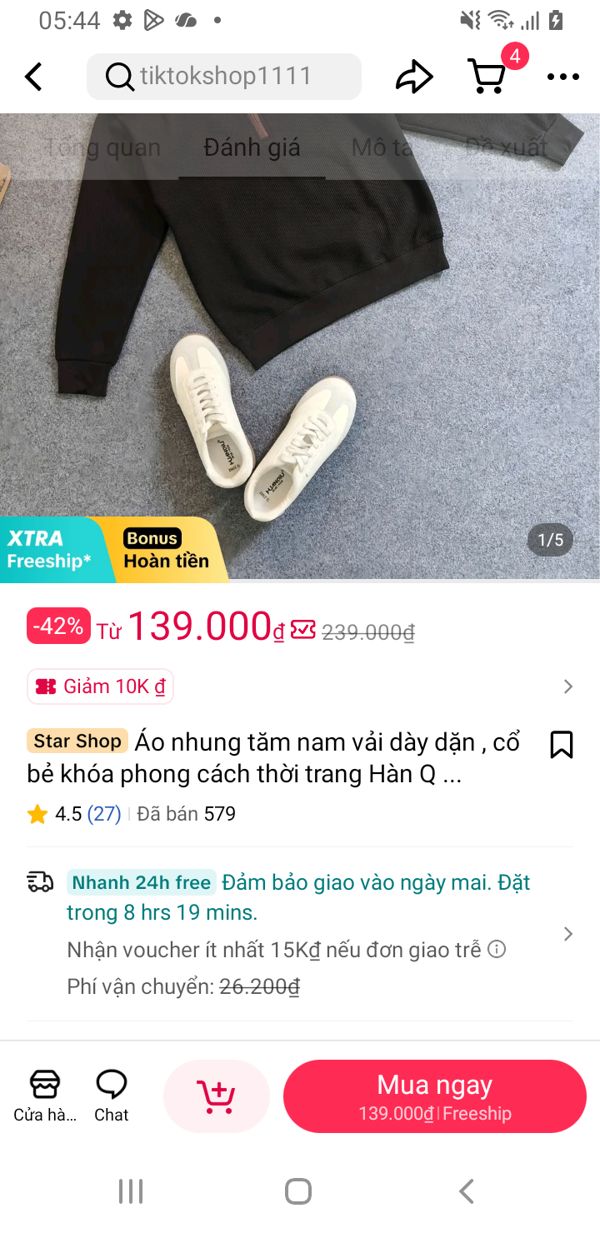 05:44
tiktokshop1111
4
Tổng quan Đánh giá Mô tả Đề xuất
XTRA
Freeship*
Bonus
Hoàn tiền
1/5
-42% Từ 139.000₫ 239.000₫
Giảm 10K ₫
Star Shop Áo nhung tăm nam vải dày dặn , cổ
bẻ khóa phong cách thời trang Hàn Q ...
4.5 (27) Đã bán 579
Nhanh 24h free Đảm bảo giao vào ngày mai. Đặt
trong 8 hrs 19 mins.
Nhận voucher ít nhất 15K₫ nếu đơn giao trễ
Phí vận chuyển: 26.200₫
Cửa hà... Chat
Mua ngay
139.000₫ | Freeship